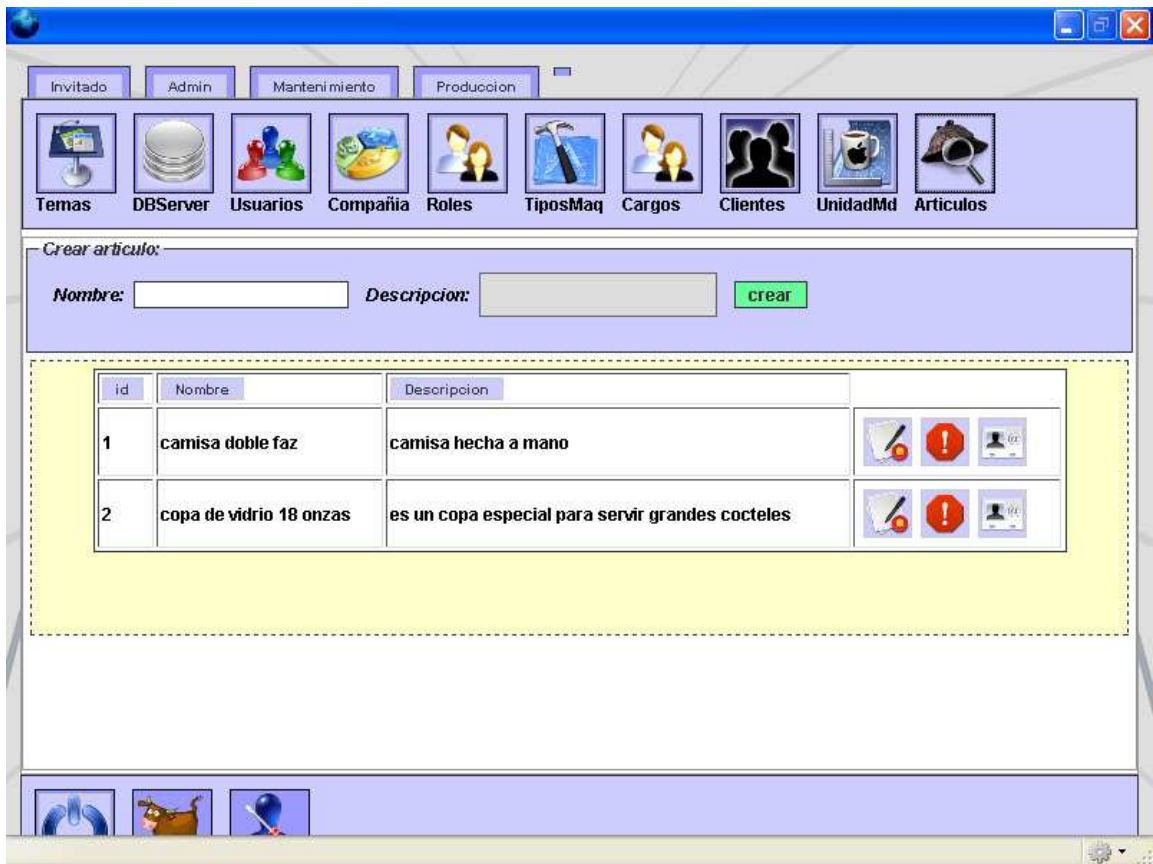 Invitado Admin Mantenimiento Produccion
Temas DBServer Usuarios Compañia Roles TiposMaq Cargos Clientes UnidadMd Articulos
Crear articulo:
Nombre: Descripcion: crear
id Nombre Descripcion
1 camisa doble faz camisa hecha a mano
2 copa de vidrio 18 onzas es un copa especial para servir grandes cocteles